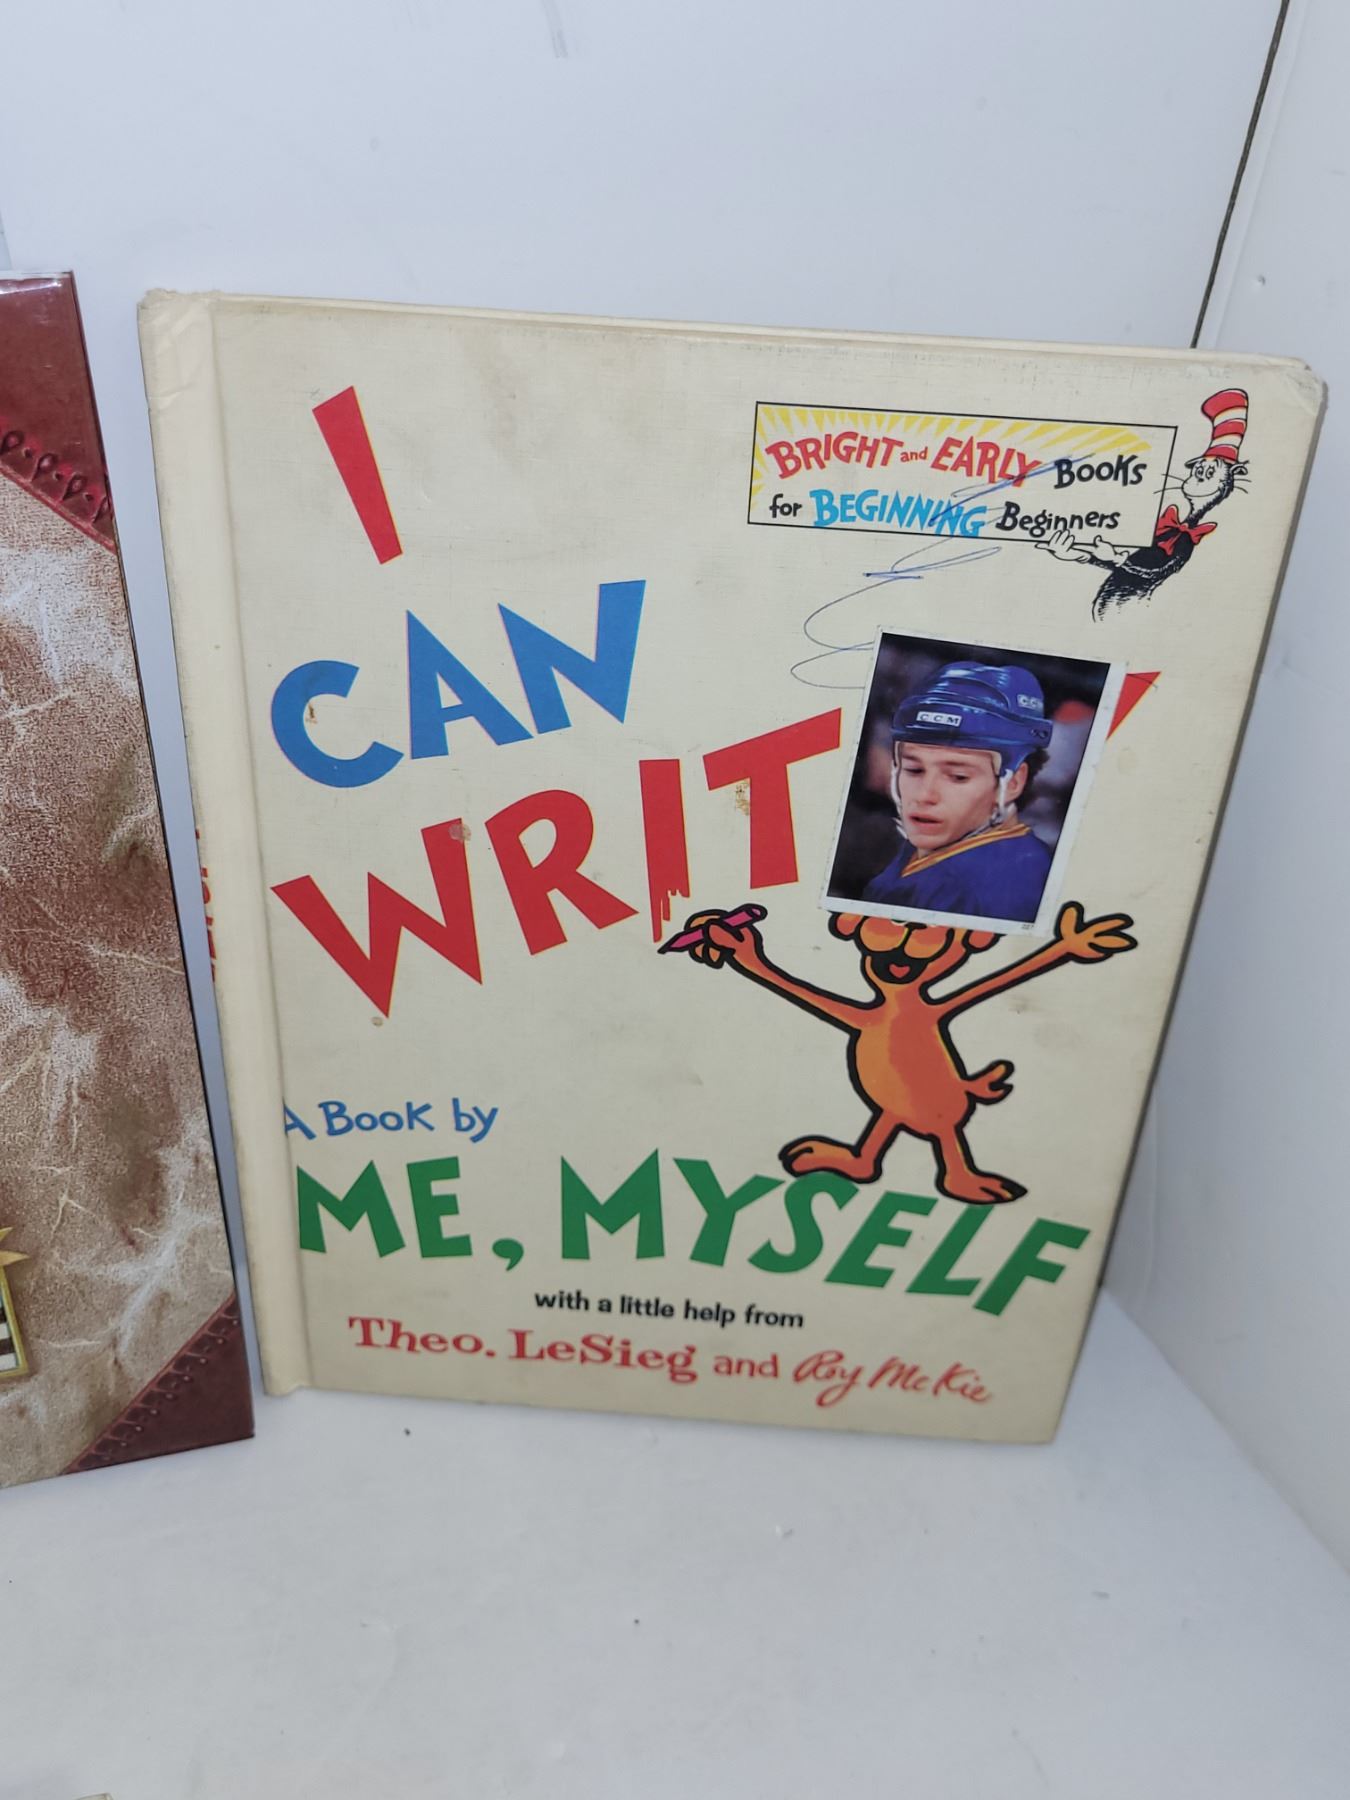 I
CAN
WRIT
BRIGHT and EARLY Books
for BEGINNING Beginners
CCM
A Book by
ME, MYSELF
with a little help from
Theo. LeSieg and Roy McKie